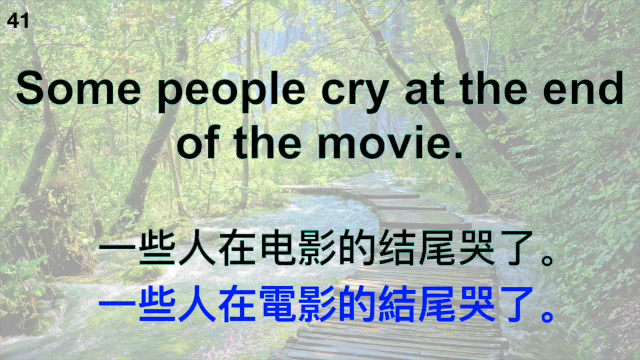 41
Some people cry at the end
of the movie.
一些人在电影的结尾哭了。
一些人在電影的結尾哭了。